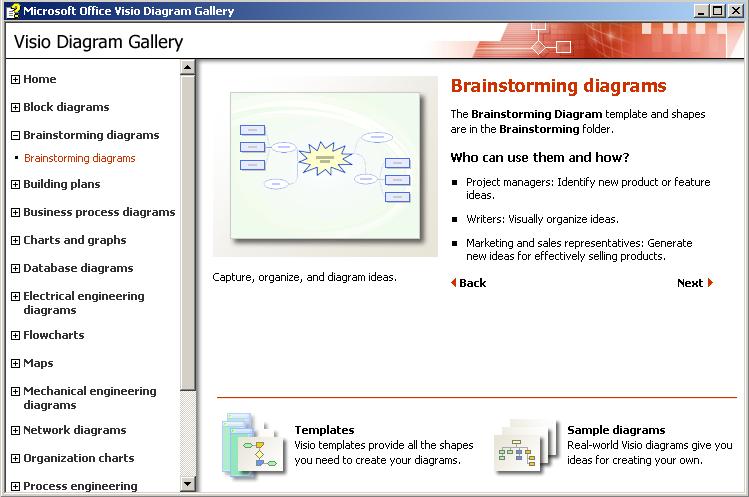 Microsoft Office Visio Diagram Gallery
Visio Diagram Gallery
Home
Block diagrams
Brainstorming diagrams
Brainstorming diagrams
Building plans
Business process diagrams
Charts and graphs
Database diagrams
Electrical engineering
diagrams
Flowcharts
Maps
Mechanical engineering
diagrams
Network diagrams
Organization charts
Process engineering
Capture, organize, and diagram ideas.
Brainstorming diagrams
The Brainstorming Diagram template and shapes
are in the Brainstorming folder.
Who can use them and how?
Project managers: Identify new product or feature
ideas.
Writers: Visually organize ideas.
Marketing and sales representatives: Generate
new ideas for effectively selling products.
Back Next
Templates
Visio templates provide all the shapes
you need to create your diagrams.
Sample diagrams
Real-world Visio diagrams give you
ideas for creating your own.